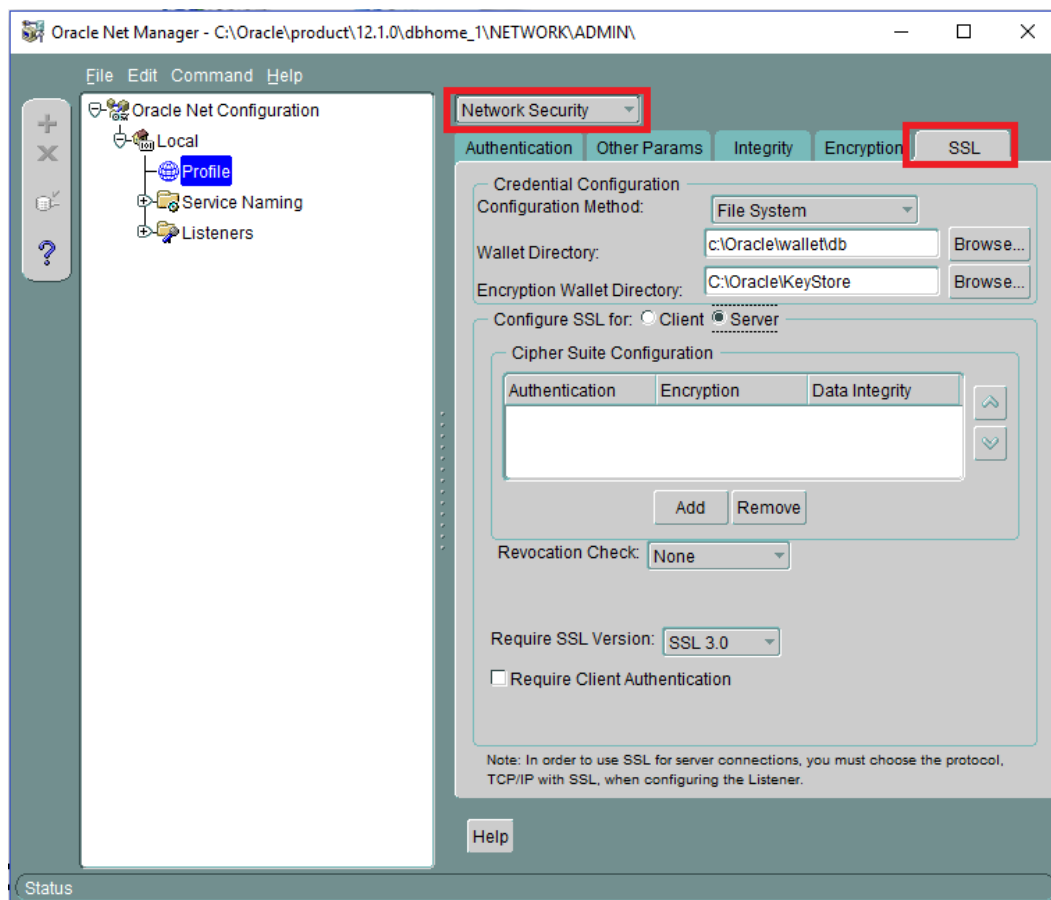 Oracle Net Manager - C:\Oracle\product\12.1.0\dbhome_1\NETWORK\ADMIN\
File Edit Command Help
Oracle Net Configuration
Local
Profile
Service Naming
Listeners
Network Security
Authentication Other Params Integrity Encryption SSL
Credential Configuration
Configuration Method: File System
Wallet Directory: c:\Oracle\wallet\db Browse...
Encryption Wallet Directory: C:\Oracle\KeyStore Browse...
Configure SSL for: Client Server
Cipher Suite Configuration
Authentication Encryption Data Integrity
Add Remove
Revocation Check: None
Require SSL Version: SSL 3.0
Require Client Authentication
Note: In order to use SSL for server connections, you must choose the protocol,
TCP/IP with SSL, when configuring the Listener.
Help
Status